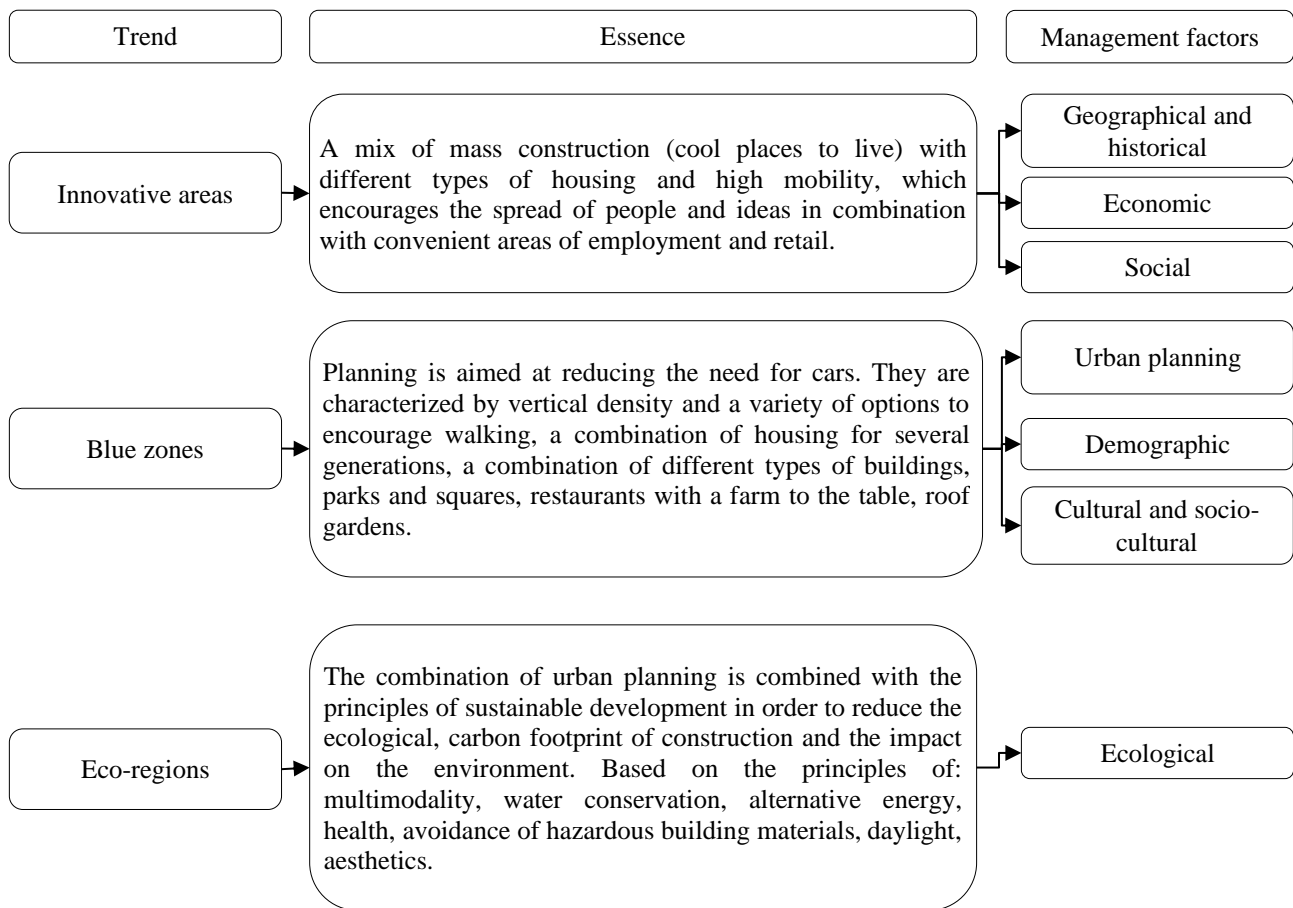 Trend
Essence
Management factors
Innovative areas
A mix of mass construction (cool places to live) with
different types of housing and high mobility, which
encourages the spread of people and ideas in combination
with convenient areas of employment and retail.
Geographical and
historical
Economic
Social
Blue zones
Planning is aimed at reducing the need for cars. They are
characterized by vertical density and a variety of options to
encourage walking, a combination of housing for several
generations, a combination of different types of buildings,
parks and squares, restaurants with a farm to the table, roof
gardens.
Urban planning
Demographic
Cultural and socio-
cultural
Eco-regions
The combination of urban planning is combined with the
principles of sustainable development in order to reduce the
ecological, carbon footprint of construction and the impact
on the environment. Based on the principles of:
multimodality, water conservation, alternative energy,
health, avoidance of hazardous building materials, daylight,
aesthetics.
Ecological